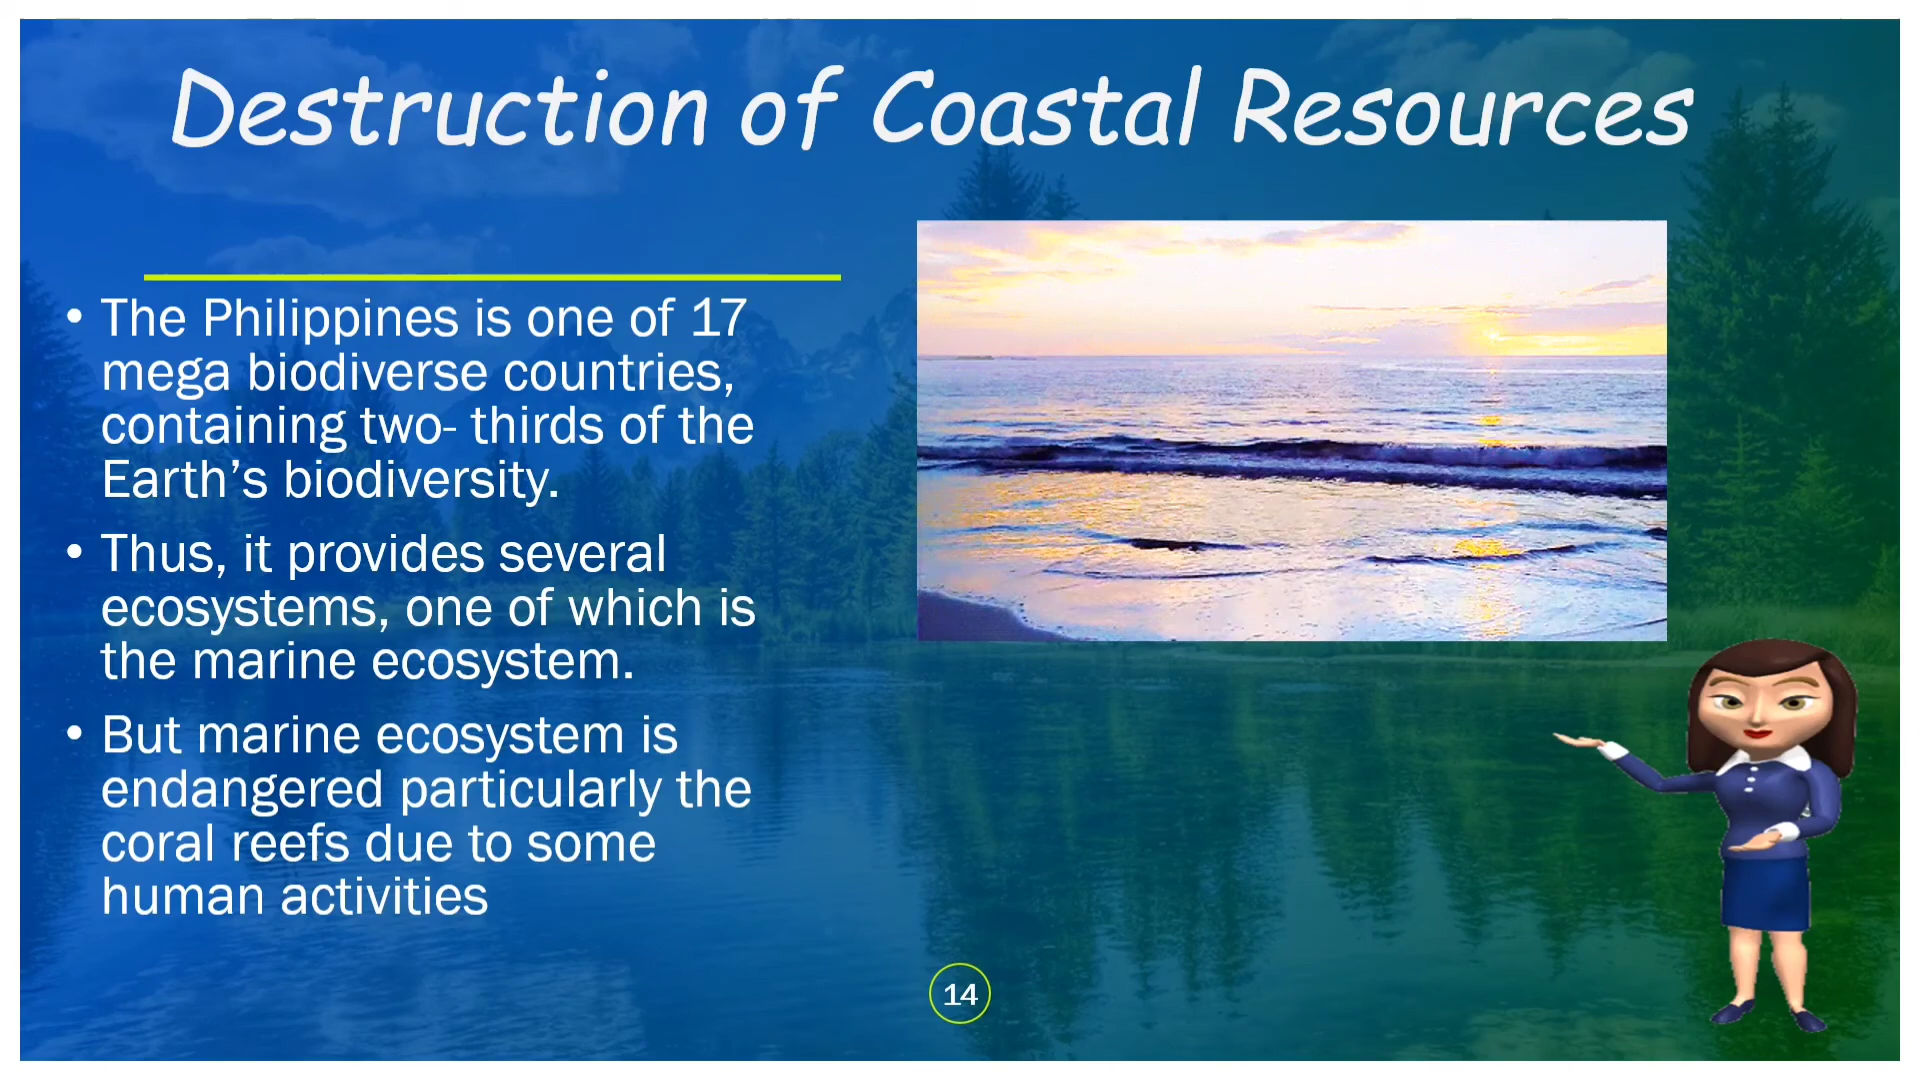 Destruction of Coastal Resources
• The Philippines is one of 17
mega biodiverse countries,
containing two- thirds of the
Earth’s biodiversity.
• Thus, it provides several
ecosystems, one of which is
the marine ecosystem.
• But marine ecosystem is
endangered particularly the
coral reefs due to some
human activities
14